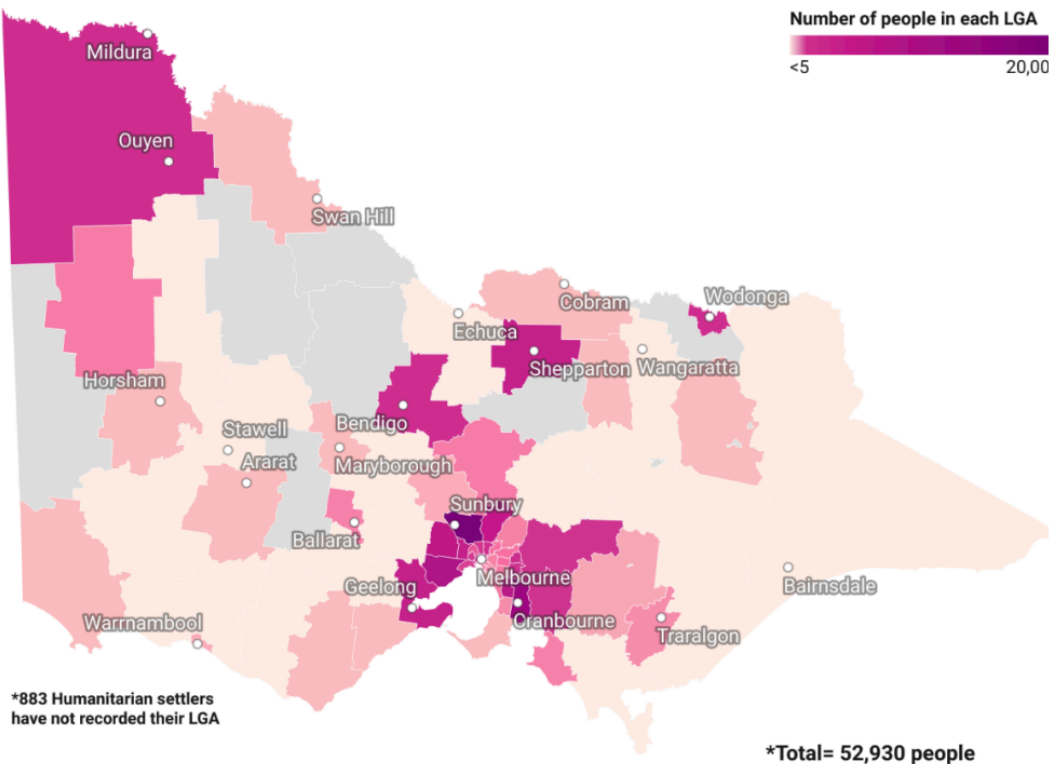 Number of people in each LGA
<5
20,00
Mildura
Ouyen
Swan Hill
Cobram
Wodonga
Echuca
Shepparton
Wangaratta
Horsham
Bendigo
Stawell
Ararat
Maryborough
Sunbury
Ballarat
Melbourne
Geelong
Bairnsdale
Cranbourne
Warrnambool
Traralgon
*883 Humanitarian settlers
have not recorded their LGA
*Total= 52,930 people